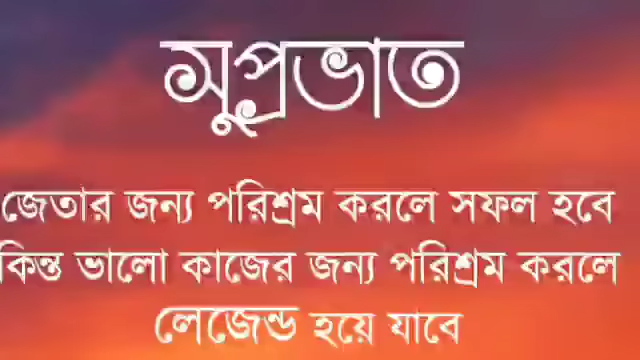 সুপ্রভাত
জেতার জন্য পরিশ্রম করলে সফল হবে
কিন্ত ভালো কাজের জন্য পরিশ্রম করলে
লেজেন্ড হয়ে যাবে